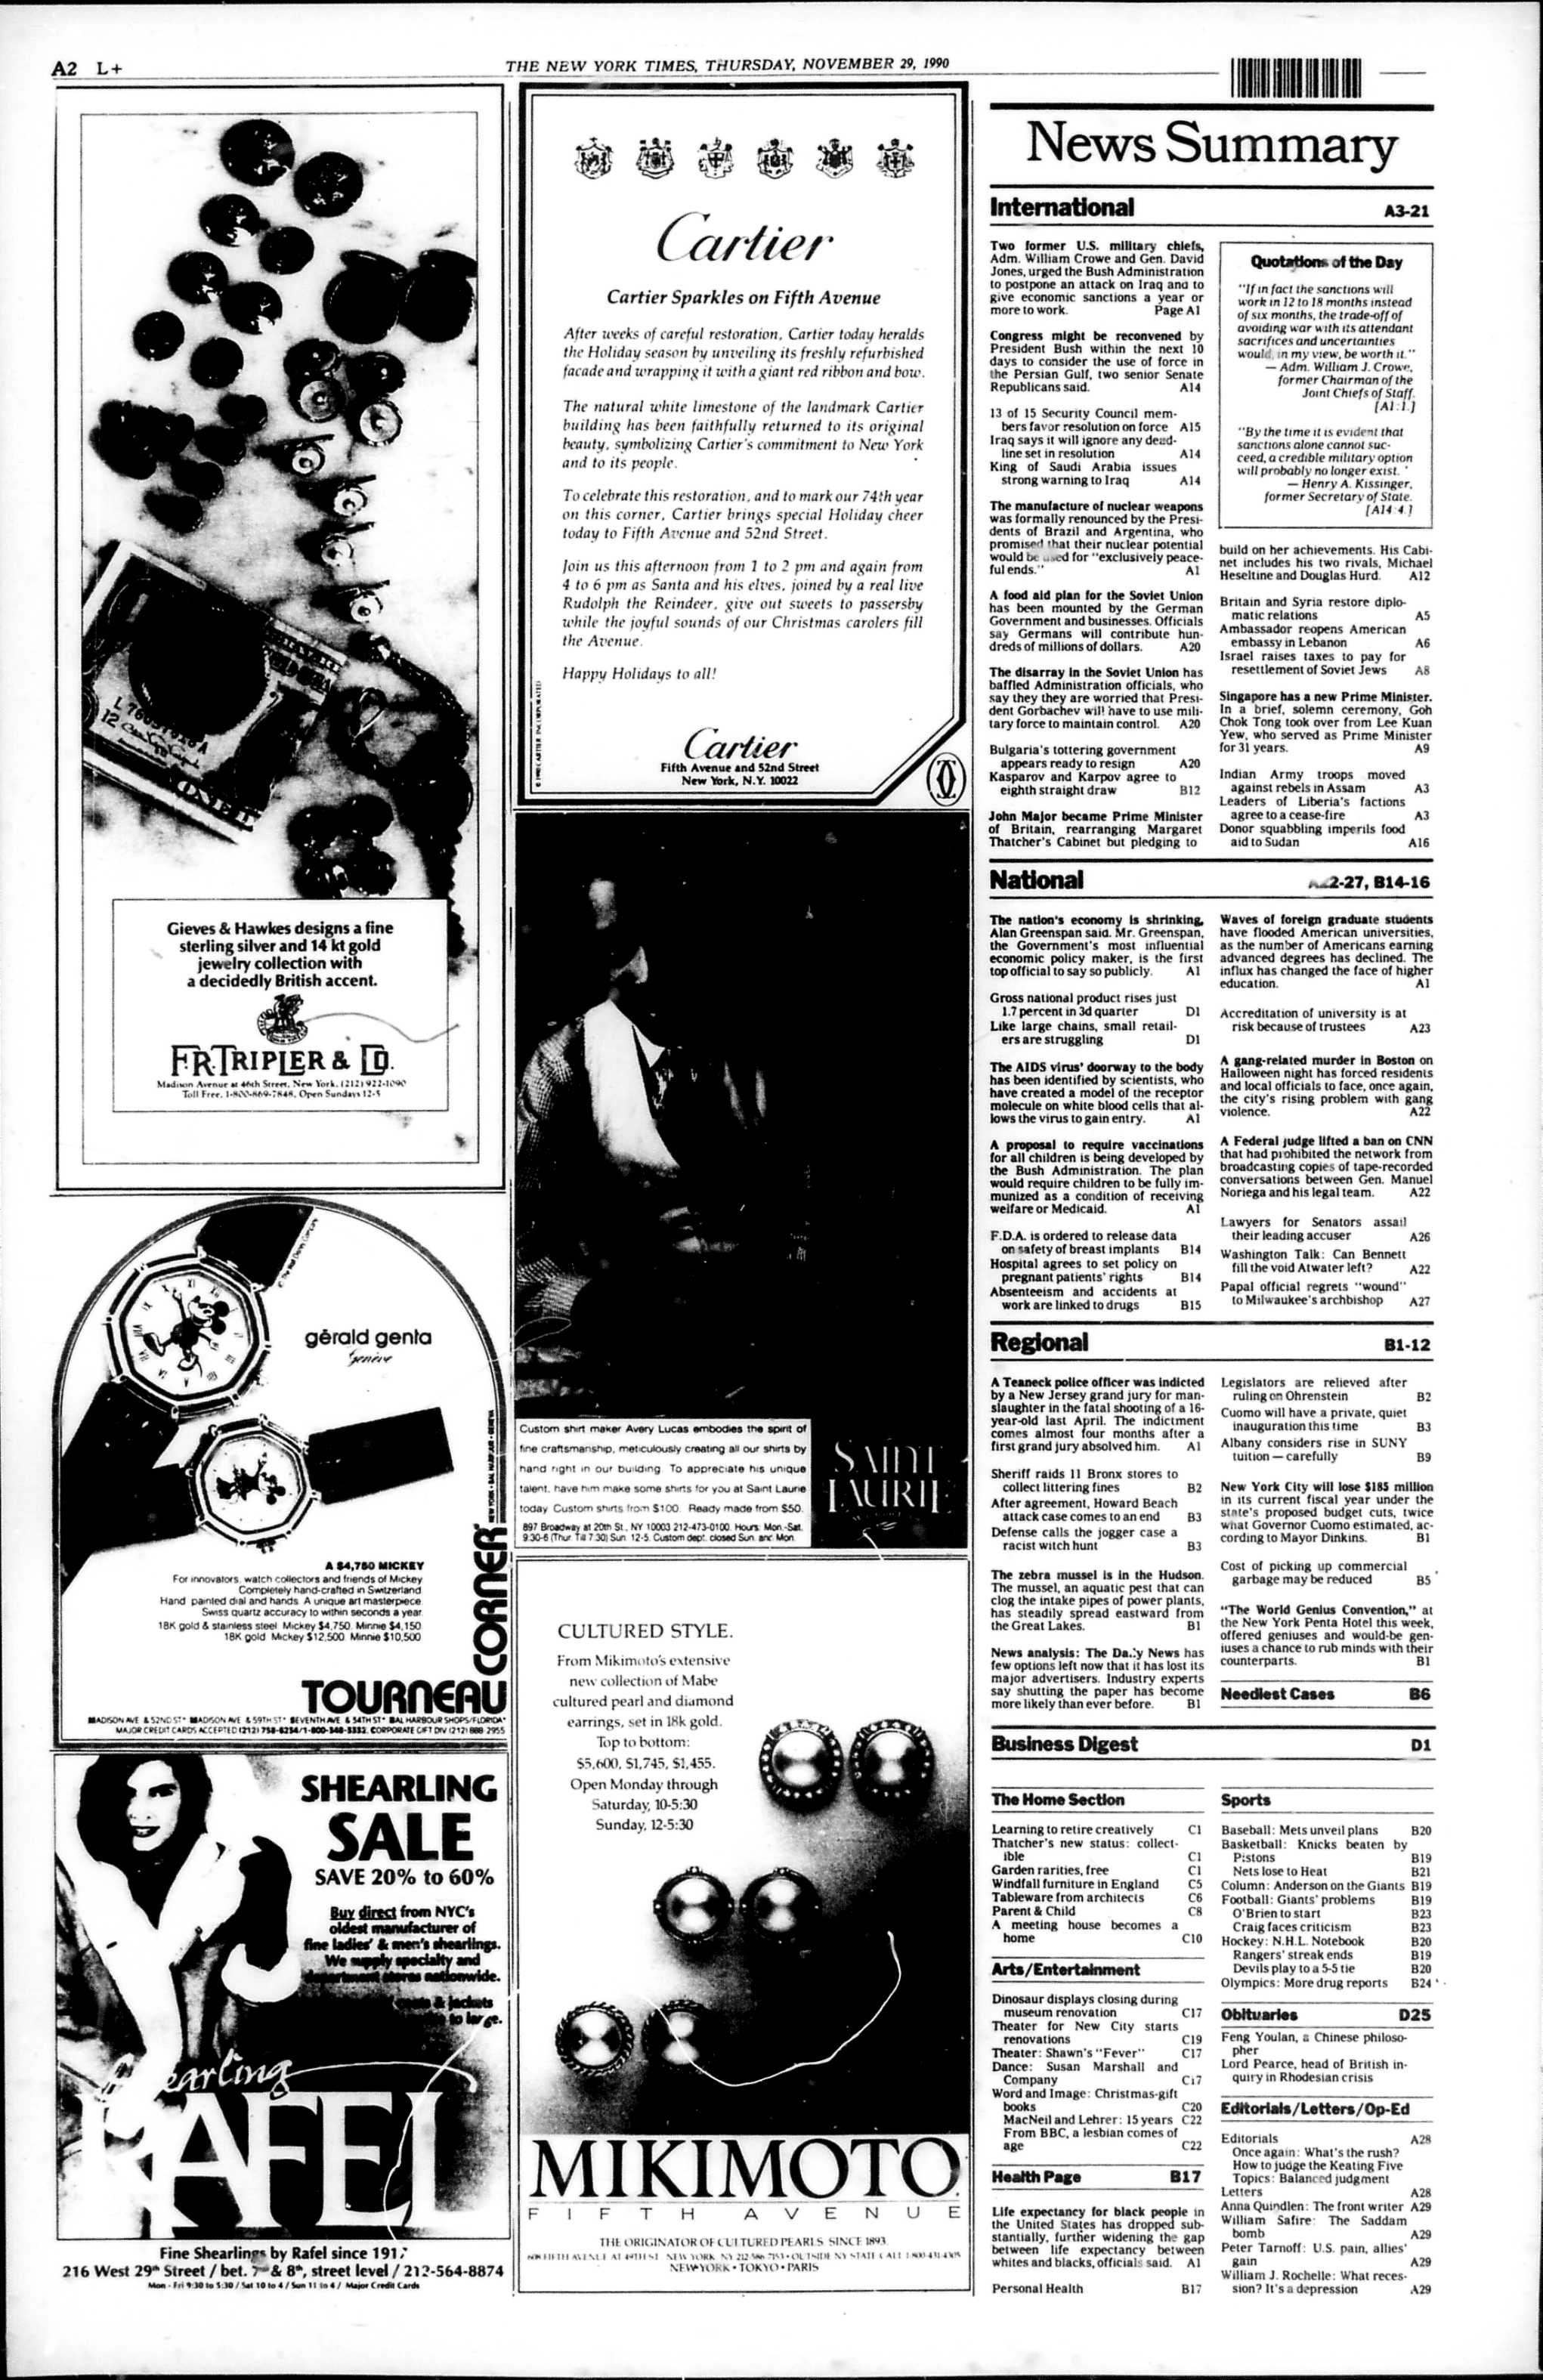 A2 L+
THE NEW YORK TIMES, THURSDAY, NOVEMBER 29, 1990
Gieves & Hawkes designs a fine
sterling silver and 14 kt gold
jewelry collection with
a decidedly British accent.
F.R. TRIPLER & CO.
Madison Avenue at 46th Street, New York, (212) 922-1090
Toll Free, 1-800-869-7848, Open Sundays 12-5
gérald genta
Genève
A $4,750 MICKEY
For innovators, watch collectors and friends of Mickey
Completely hand-crafted in Switzerland
Hand painted dial and hands. A unique art masterpiece
Swiss quartz accuracy to within seconds a year
18K gold & stainless steel Mickey $4,750. Minnie $4,150
18K gold Mickey $12,500. Minnie $10,500
TOURNEAU
CORNER
NEW YORK • BAL HARBOUR • GENEVA
MADISON AVE & 52ND ST • MADISON AVE & 59TH ST • SEVENTH AVE & 34TH ST • BAL HARBOUR SHOPS/FLORIDA*
MAJOR CREDIT CARDS ACCEPTED (212) 758-6234/1-800-348-3332. CORPORATE GIFT DIV (212) 888-2955
SHEARLING
SALE
SAVE 20% to 60%
Buy direct from NYC's
oldest manufacturer of
fine ladies' & men's shearlings.
We supply specialty and
department stores nationwide.
& jackets
to large.
RAFEL
Fine Shearlings by Rafel since 191
216 West 29th Street / bet. 7th & 8th, street level / 212-564-8874
Mon - Fri 9:30 to 5:30 / Sat 10 to 4 / Sun 11 to 4 / Major Credit Cards
Cartier
Cartier Sparkles on Fifth Avenue
After weeks of careful restoration, Cartier today heralds
the Holiday season by unveiling its freshly refurbished
facade and wrapping it with a giant red ribbon and bow.
The natural white limestone of the landmark Cartier
building has been faithfully returned to its original
beauty, symbolizing Cartier's commitment to New York
and to its people.
To celebrate this restoration, and to mark our 74th year
on this corner, Cartier brings special Holiday cheer
today to Fifth Avenue and 52nd Street.
Join us this afternoon from 1 to 2 pm and again from
4 to 6 pm as Santa and his elves, joined by a real live
Rudolph the Reindeer, give out sweets to passersby
while the joyful sounds of our Christmas carolers fill
the Avenue.
Happy Holidays to all!
© 1990 CARTIER INCORPORATED
Cartier
Fifth Avenue and 52nd Street
New York, N.Y. 10022
Custom shirt maker Avery Lucas embodies the spirit of
fine craftsmanship, meticulously creating all our shirts by
hand right in our building. To appreciate his unique
talent, have him make some shirts for you at Saint Laurie
today. Custom shirts from $100. Ready made from $50.
897 Broadway at 20th St., NY 10003 212-473-0100. Hours: Mon.-Sat.
9:30-6 (Thur. Til 7:30) Sun. 12-5. Custom dept. closed Sun. and Mon.
SAINT
LAURIE
CULTURED STYLE.
From Mikimoto's extensive
new collection of Mabe
cultured pearl and diamond
earrings, set in 18k gold.
Top to bottom:
$5,600, $1,745, $1,455.
Open Monday through
Saturday, 10-5:30
Sunday, 12-5:30
MIKIMOTO
FIFTH AVENUE
THE ORIGINATOR OF CULTURED PEARLS. SINCE 1893.
608 FIFTH AVENUE AT 49TH ST. NEW YORK NY 212-586-7153 • OUTSIDE NY STATE CALL 1-800-431-4305
NEW YORK • TOKYO • PARIS
News Summary
International A3-21
Two former U.S. military chiefs,
Adm. William Crowe and Gen. David
Jones, urged the Bush Administration
to postpone an attack on Iraq and to
give economic sanctions a year or
more to work. Page A1
Congress might be reconvened by
President Bush within the next 10
days to consider the use of force in
the Persian Gulf, two senior Senate
Republicans said. A14
13 of 15 Security Council mem-
bers favor resolution on force A15
Iraq says it will ignore any dead-
line set in resolution A14
King of Saudi Arabia issues
strong warning to Iraq A14
The manufacture of nuclear weapons
was formally renounced by the Presi-
dents of Brazil and Argentina, who
promised that their nuclear potential
would be used for "exclusively peace-
ful ends." A1
A food aid plan for the Soviet Union
has been mounted by the German
Government and businesses. Officials
say Germans will contribute hun-
dreds of millions of dollars. A20
The disarray in the Soviet Union has
baffled Administration officials, who
say they they are worried that Presi-
dent Gorbachev will have to use mili-
tary force to maintain control. A20
Bulgaria's tottering government
appears ready to resign A20
Kasparov and Karpov agree to
eighth straight draw B12
John Major became Prime Minister
of Britain, rearranging Margaret
Thatcher's Cabinet but pledging to
Quotations of the Day
"If in fact the sanctions will
work in 12 to 18 months instead
of six months, the trade-off of
avoiding war with its attendant
sacrifices and uncertainties
would, in my view, be worth it."
— Adm. William J. Crowe,
former Chairman of the
Joint Chiefs of Staff.
[A1:1.]
"By the time it is evident that
sanctions alone cannot suc-
ceed, a credible military option
will probably no longer exist."
— Henry A. Kissinger,
former Secretary of State.
[A14:4.]
build on her achievements. His Cabi-
net includes his two rivals, Michael
Heseltine and Douglas Hurd. A12
Britain and Syria restore diplo-
matic relations A5
Ambassador reopens American
embassy in Lebanon A6
Israel raises taxes to pay for
resettlement of Soviet Jews A8
Singapore has a new Prime Minister.
In a brief, solemn ceremony, Goh
Chok Tong took over from Lee Kuan
Yew, who served as Prime Minister
for 31 years. A9
Indian Army troops moved
against rebels in Assam A3
Leaders of Liberia's factions
agree to a cease-fire A3
Donor squabbling imperils food
aid to Sudan A16
National A22-27, B14-16
The nation's economy is shrinking,
Alan Greenspan said. Mr. Greenspan,
the Government's most influential
economic policy maker, is the first
top official to say so publicly. A1
Gross national product rises just
1.7 percent in 3d quarter D1
Like large chains, small retail-
ers are struggling D1
The AIDS virus' doorway to the body
has been identified by scientists, who
have created a model of the receptor
molecule on white blood cells that al-
lows the virus to gain entry. A1
A proposal to require vaccinations
for all children is being developed by
the Bush Administration. The plan
would require children to be fully im-
munized as a condition of receiving
welfare or Medicaid. A1
F.D.A. is ordered to release data
on safety of breast implants B14
Hospital agrees to set policy on
pregnant patients' rights B14
Absenteeism and accidents at
work are linked to drugs B15
Waves of foreign graduate students
have flooded American universities,
as the number of Americans earning
advanced degrees has declined. The
influx has changed the face of higher
education. A1
Accreditation of university is at
risk because of trustees A23
A gang-related murder in Boston on
Halloween night has forced residents
and local officials to face, once again,
the city's rising problem with gang
violence. A22
A Federal judge lifted a ban on CNN
that had prohibited the network from
broadcasting copies of tape-recorded
conversations between Gen. Manuel
Noriega and his legal team. A22
Lawyers for Senators assail
their leading accuser A26
Washington Talk: Can Bennett
fill the void Atwater left? A22
Papal official regrets "wound"
to Milwaukee's archbishop A27
Regional B1-12
A Teaneck police officer was indicted
by a New Jersey grand jury for man-
slaughter in the fatal shooting of a 16-
year-old last April. The indictment
comes almost four months after a
first grand jury absolved him. A1
Sheriff raids 11 Bronx stores to
collect littering fines B2
After agreement, Howard Beach
attack case comes to an end B3
Defense calls the jogger case a
racist witch hunt B3
The zebra mussel is in the Hudson.
The mussel, an aquatic pest that can
clog the intake pipes of power plants,
has steadily spread eastward from
the Great Lakes. B1
News analysis: The Daily News has
few options left now that it has lost its
major advertisers. Industry experts
say shutting the paper has become
more likely than ever before. B1
Legislators are relieved after
ruling on Ohrenstein B2
Cuomo will have a private, quiet
inauguration this time B3
Albany considers rise in SUNY
tuition — carefully B9
New York City will lose $185 million
in its current fiscal year under the
state's proposed budget cuts, twice
what Governor Cuomo estimated, ac-
cording to Mayor Dinkins. B1
Cost of picking up commercial
garbage may be reduced B5
"The World Genius Convention," at
the New York Penta Hotel this week,
offered geniuses and would-be gen-
iuses a chance to rub minds with their
counterparts. B1
Neediest Cases B6
Business Digest D1
The Home Section
Learning to retire creatively C1
Thatcher's new status: collect-
ible C1
Garden rarities, free C1
Windfall furniture in England C5
Tableware from architects C6
Parent & Child C8
A meeting house becomes a
home C10
Arts/Entertainment
Dinosaur displays closing during
museum renovation C17
Theater for New City starts
renovations C19
Theater: Shawn's "Fever" C17
Dance: Susan Marshall and
Company C17
Word and Image: Christmas-gift
books C20
MacNeil and Lehrer: 15 years C22
From BBC, a lesbian comes of
age C22
Health Page B17
Life expectancy for black people in
the United States has dropped sub-
stantially, further widening the gap
between life expectancy between
whites and blacks, officials said. A1
Personal Health B17
Sports
Baseball: Mets unveil plans B20
Basketball: Knicks beaten by
Pistons B19
Nets lose to Heat B21
Column: Anderson on the Giants B19
Football: Giants' problems B19
O'Brien to start B23
Craig faces criticism B23
Hockey: N.H.L. Notebook B20
Rangers' streak ends B19
Devils play to a 5-5 tie B20
Olympics: More drug reports B24
Obituaries D25
Feng Youlan, a Chinese philoso-
pher
Lord Pearce, head of British in-
quiry in Rhodesian crisis
Editorials/Letters/Op-Ed
Editorials A28
Once again: What's the rush?
How to judge the Keating Five
Topics: Balanced judgment
Letters A28
Anna Quindlen: The front writer A29
William Safire: The Saddam
bomb A29
Peter Tarnoff: U.S. pain, allies'
gain A29
William J. Rochelle: What reces-
sion? It's a depression A29